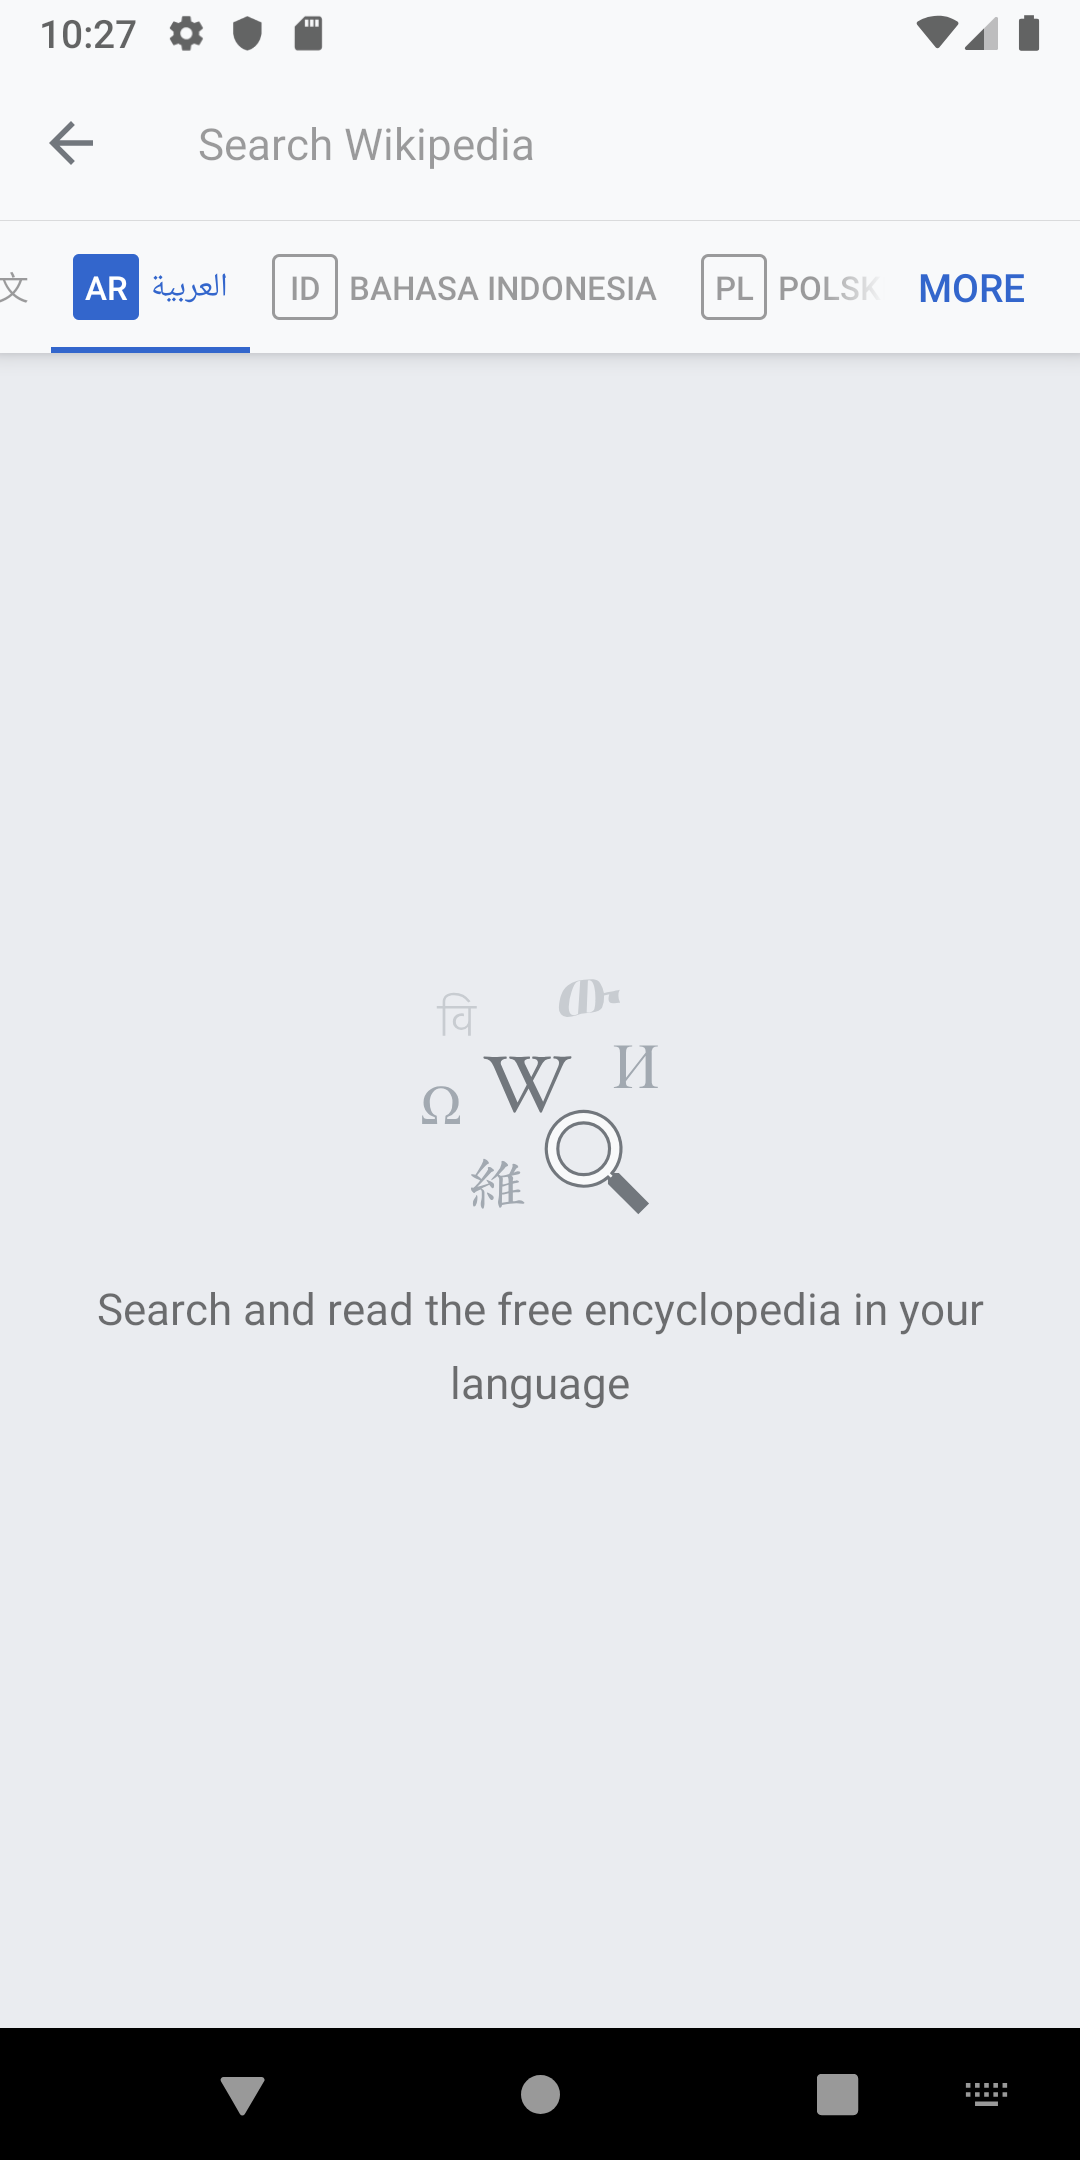 10:27
Search Wikipedia
文 AR العربية ID BAHASA INDONESIA PL POLSK MORE
वि
W И
Ω
維
Search and read the free encyclopedia in your
language